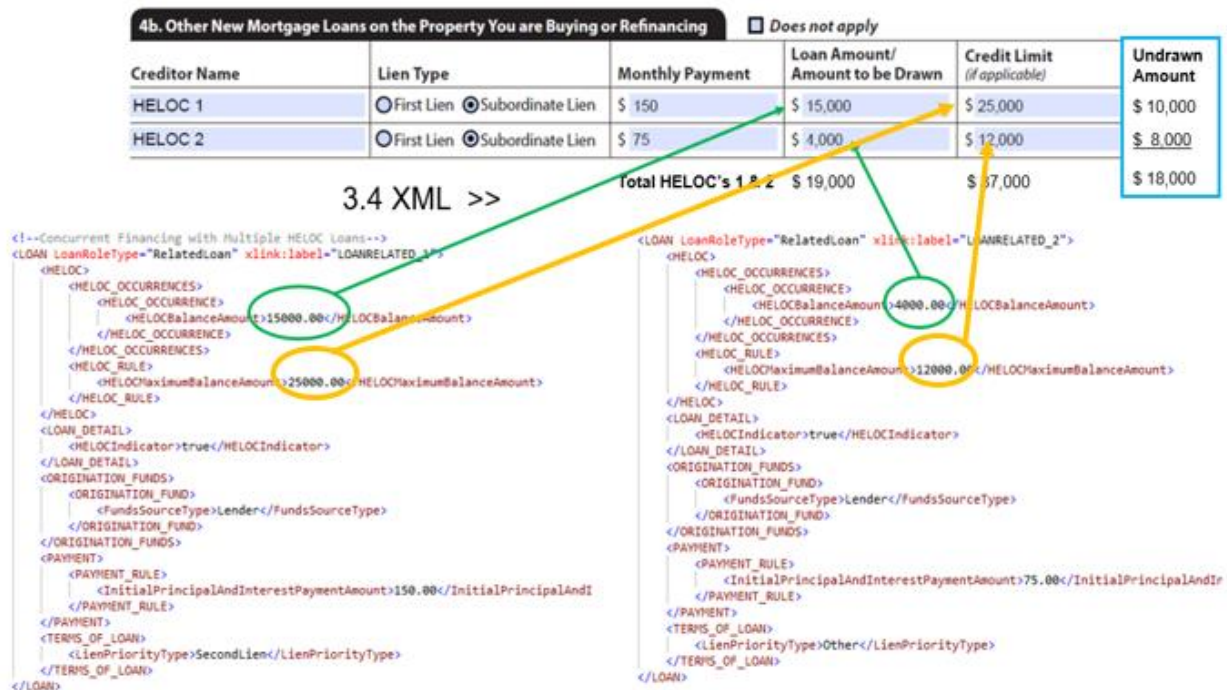 4b. Other New Mortgage Loans on the Property You are Buying or Refinancing Does not apply
Creditor Name Lien Type Monthly Payment Loan Amount/ Amount to be Drawn Credit Limit (if applicable) Undrawn Amount
HELOC 1 First Lien Subordinate Lien $ 150 $ 15,000 $ 25,000 $ 10,000
HELOC 2 First Lien Subordinate Lien $ 75 $ 4,000 $ 12,000 $ 8,000
Total HELOC's 1 & 2 $ 19,000 $ 37,000 $ 18,000
3.4 XML >>
<!--Concurrent Financing with Multiple HELOC Loans-->
<LOAN LoanRoleType="RelatedLoan" xlink:label="LOANRELATED_1">
<HELOC>
<HELOC_OCCURRENCES>
<HELOC_OCCURRENCE>
<HELOCBalanceAmount>15000.00</HELOCBalanceAmount>
</HELOC_OCCURRENCE>
</HELOC_OCCURRENCES>
<HELOC_RULE>
<HELOCMaximumBalanceAmount>25000.00</HELOCMaximumBalanceAmount>
</HELOC_RULE>
</HELOC>
<LOAN_DETAIL>
<HELOCIndicator>true</HELOCIndicator>
</LOAN_DETAIL>
<ORIGINATION_FUNDS>
<ORIGINATION_FUND>
<FundsSourceType>Lender</FundsSourceType>
</ORIGINATION_FUND>
</ORIGINATION_FUNDS>
<PAYMENT>
<PAYMENT_RULE>
<InitialPrincipalAndInterestPaymentAmount>150.00</InitialPrincipalAndI
</PAYMENT_RULE>
</PAYMENT>
<TERMS_OF_LOAN>
<LienPriorityType>SecondLien</LienPriorityType>
</TERMS_OF_LOAN>
</LOAN>
<LOAN LoanRoleType="RelatedLoan" xlink:label="LOANRELATED_2">
<HELOC>
<HELOC_OCCURRENCES>
<HELOC_OCCURRENCE>
<HELOCBalanceAmount>4000.00</HELOCBalanceAmount>
</HELOC_OCCURRENCE>
</HELOC_OCCURRENCES>
<HELOC_RULE>
<HELOCMaximumBalanceAmount>12000.00</HELOCMaximumBalanceAmount>
</HELOC_RULE>
</HELOC>
<LOAN_DETAIL>
<HELOCIndicator>true</HELOCIndicator>
</LOAN_DETAIL>
<ORIGINATION_FUNDS>
<ORIGINATION_FUND>
<FundsSourceType>Lender</FundsSourceType>
</ORIGINATION_FUND>
</ORIGINATION_FUNDS>
<PAYMENT>
<PAYMENT_RULE>
<InitialPrincipalAndInterestPaymentAmount>75.00</InitialPrincipalAndIn
</PAYMENT_RULE>
</PAYMENT>
<TERMS_OF_LOAN>
<LienPriorityType>Other</LienPriorityType>
</TERMS_OF_LOAN>
</LOAN>